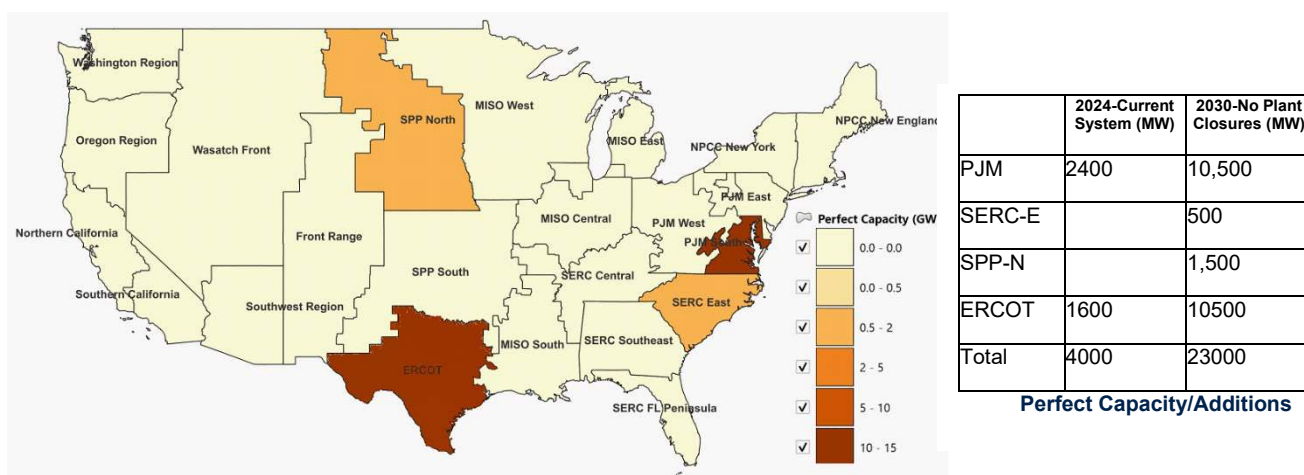 Washington Region
MISO West
SPP North
NPCC New England
Oregon Region
MISO East
Wasatch Front
NPCC New York
PJM East
MISO Central
PJM West
Northern California
Front Range
SPP South
SERC Central
Southern California
Southwest Region
SERC East
MISO South
SERC Southeast
ERCOT
SERC FL Peninsula
Perfect Capacity (GW
0.0 - 0.0
0.0 - 0.5
0.5 - 2
2 - 5
5 - 10
10 - 15
2024-Current System (MW) 2030-No Plant Closures (MW)
PJM 2400 10,500
SERC-E 500
SPP-N 1,500
ERCOT 1600 10500
Total 4000 23000
Perfect Capacity/Additions